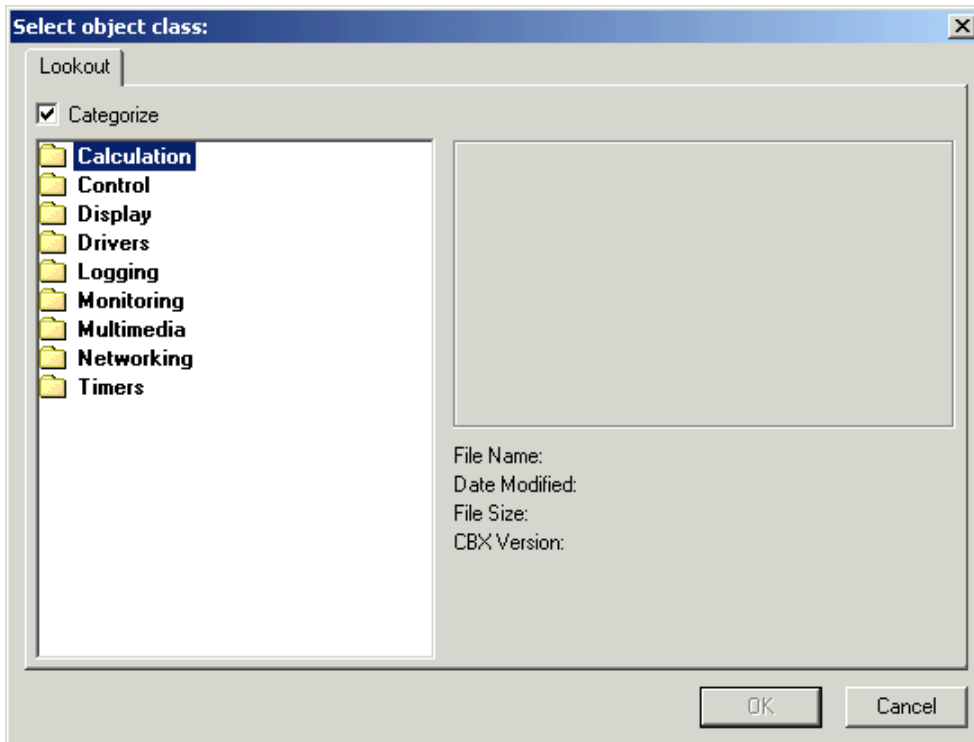 Select object class:
Lookout
Categorize
Calculation
Control
Display
Drivers
Logging
Monitoring
Multimedia
Networking
Timers
File Name:
Date Modified:
File Size:
CBX Version:
OK
Cancel